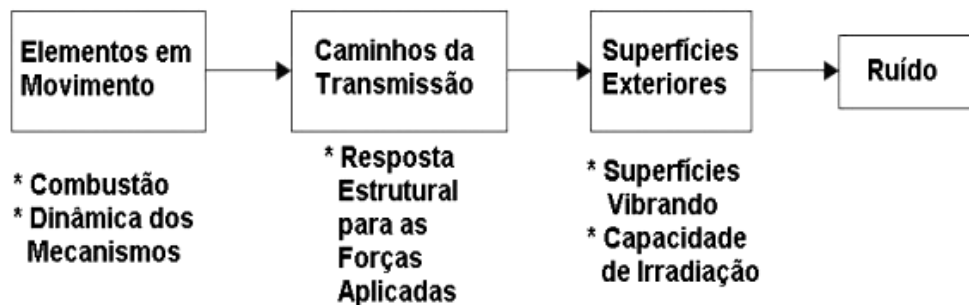 Elementos em
Movimento
Caminhos da
Transmissão
Superfícies
Exteriores
Ruído
* Combustão
* Dinâmica dos
Mecanismos
* Resposta
Estrutural
para as
Forças
Aplicadas
* Superfícies
Vibrando
* Capacidade
de Irradiação